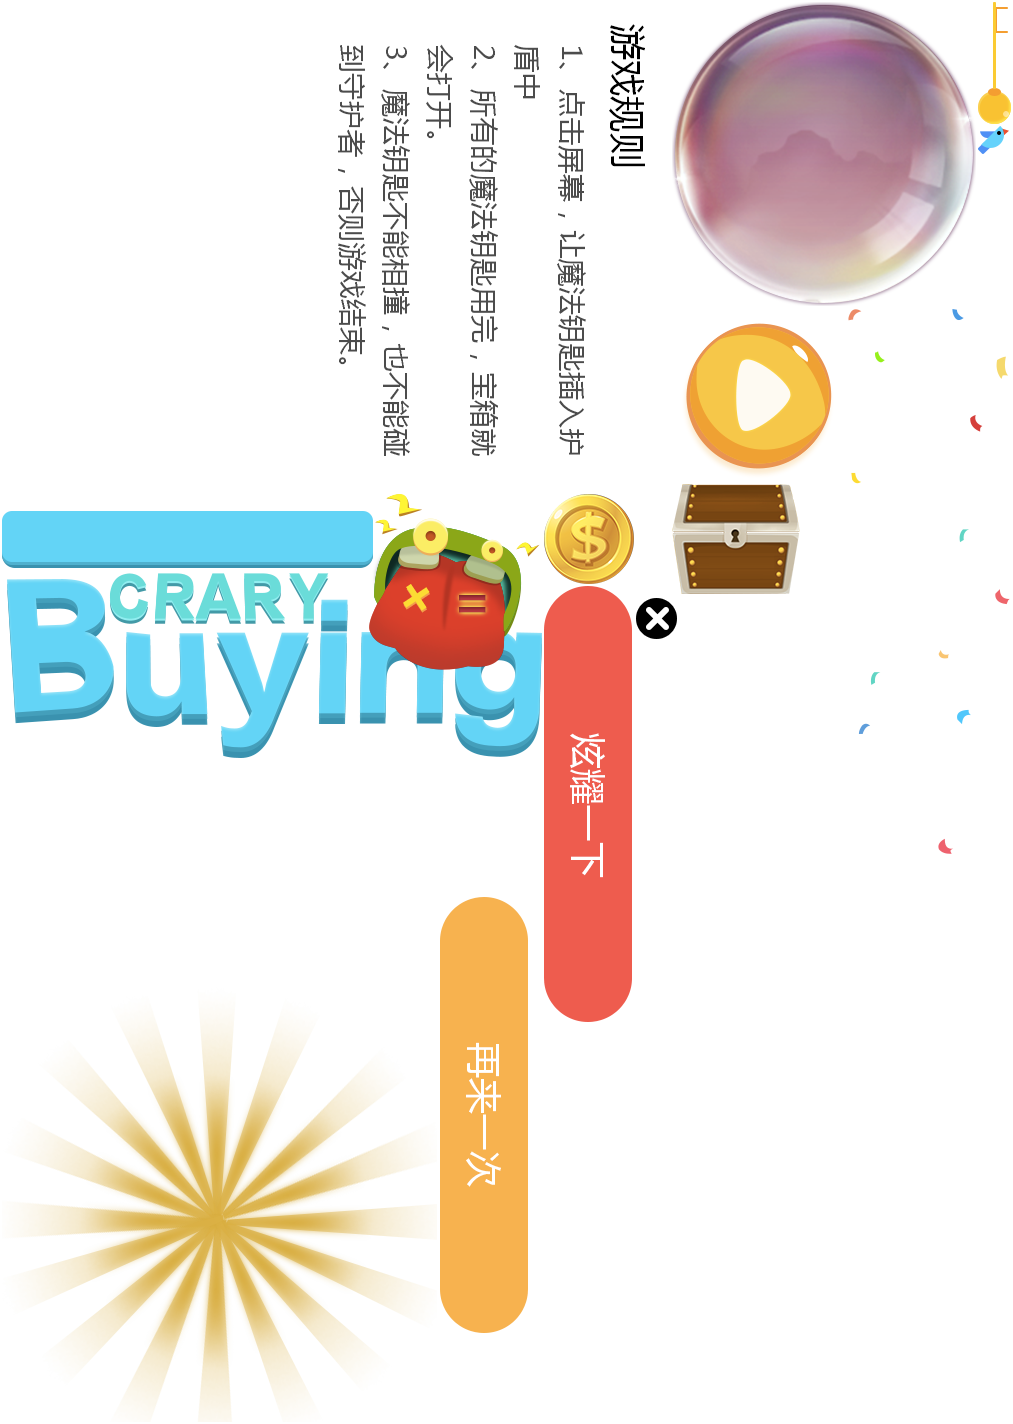 游戏规则
1、点击屏幕，让魔法钥匙插入护
盾中
2、所有的魔法钥匙用完，宝箱就
会打开。
3、魔法钥匙不能相撞，也不能碰
到守护者，否则游戏结束。
CRARY
Buying
炫耀一下
再来一次